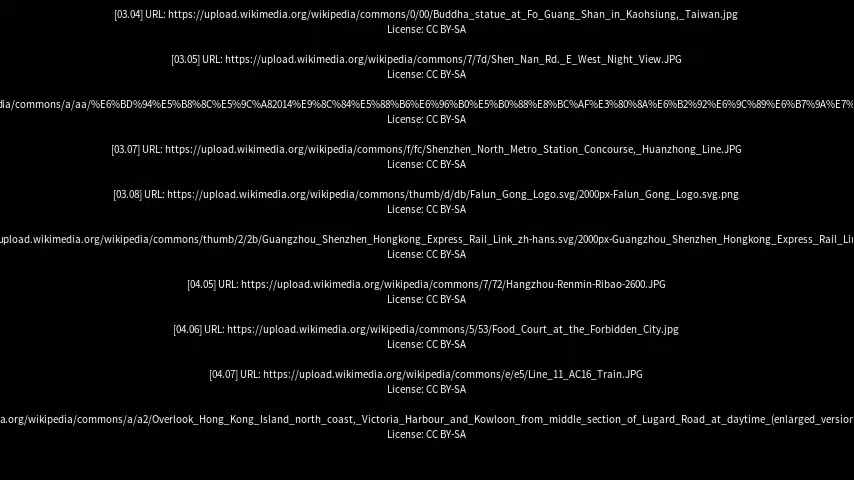 [03.04] URL: https://upload.wikimedia.org/wikipedia/commons/0/00/Buddha_statue_at_Fo_Guang_Shan_in_Kaohsiung,_Taiwan.jpg
License: CC BY-SA
[03.05] URL: https://upload.wikimedia.org/wikipedia/commons/7/7d/Shen_Nan_Rd._E_West_Night_View.JPG
License: CC BY-SA
dia/commons/a/aa/%E6%BD%94%E5%B8%8C%E5%9C%A82014%E9%8C%84%E5%88%B6%E6%96%B0%E5%B0%88%E8%BC%AF%E3%80%8A%E6%B2%92%E6%9C%89%E6%B7%9A%E7%
License: CC BY-SA
[03.07] URL: https://upload.wikimedia.org/wikipedia/commons/f/fc/Shenzhen_North_Metro_Station_Concourse,_Huanzhong_Line.JPG
License: CC BY-SA
[03.08] URL: https://upload.wikimedia.org/wikipedia/commons/thumb/d/db/Falun_Gong_Logo.svg/2000px-Falun_Gong_Logo.svg.png
License: CC BY-SA
upload.wikimedia.org/wikipedia/commons/thumb/2/2b/Guangzhou_Shenzhen_Hongkong_Express_Rail_Link_zh-hans.svg/2000px-Guangzhou_Shenzhen_Hongkong_Express_Rail_Lin
License: CC BY-SA
[04.05] URL: https://upload.wikimedia.org/wikipedia/commons/7/72/Hangzhou-Renmin-Ribao-2600.JPG
License: CC BY-SA
[04.06] URL: https://upload.wikimedia.org/wikipedia/commons/5/53/Food_Court_at_the_Forbidden_City.jpg
License: CC BY-SA
[04.07] URL: https://upload.wikimedia.org/wikipedia/commons/e/e5/Line_11_AC16_Train.JPG
License: CC BY-SA
a.org/wikipedia/commons/a/a2/Overlook_Hong_Kong_Island_north_coast,_Victoria_Harbour_and_Kowloon_from_middle_section_of_Lugard_Road_at_daytime_(enlarged_version
License: CC BY-SA